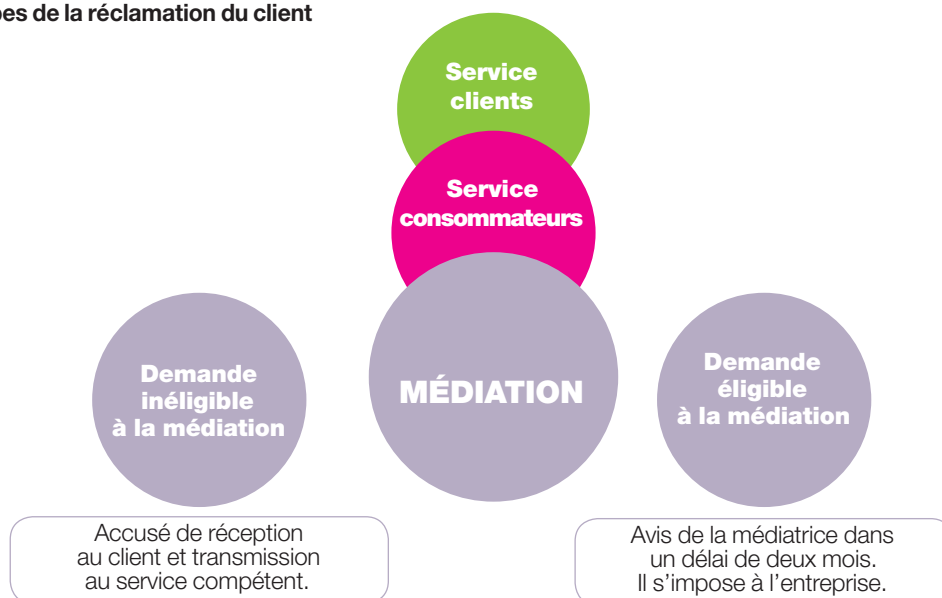 de la réclamation du client
Service
clients
Service
consommateurs
MÉDIATION
Demande
inéligible
à la médiation
Accusé de réception
au client et transmission
au service compétent.
Demande
éligible
à la médiation
Avis de la médiatrice dans
un délai de deux mois.
Il s’impose à l’entreprise.